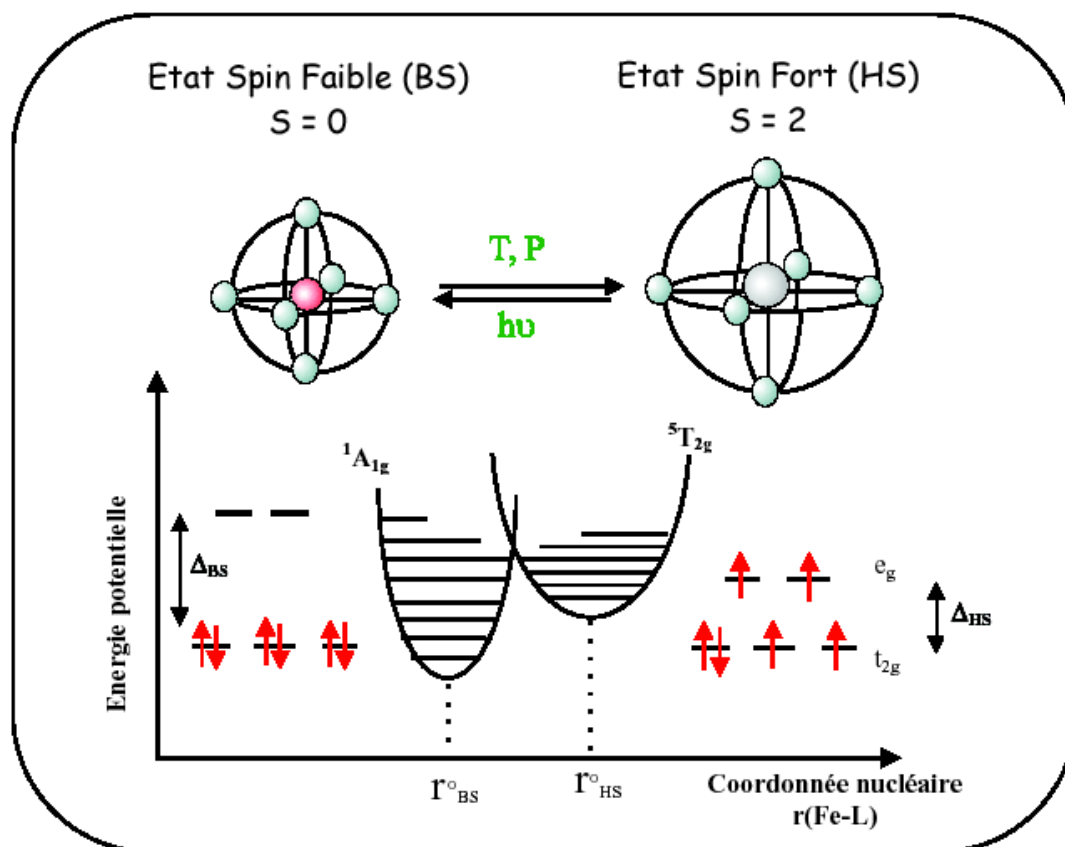 Etat Spin Faible (BS)
S = 0
Etat Spin Fort (HS)
S = 2
T, P
hυ
Energie potentielle
Δ_BS
¹A₁g
⁵T₂g
e_g
Δ_HS
t₂g
r°_BS
r°_HS
Coordonnée nucléaire
r(Fe-L)